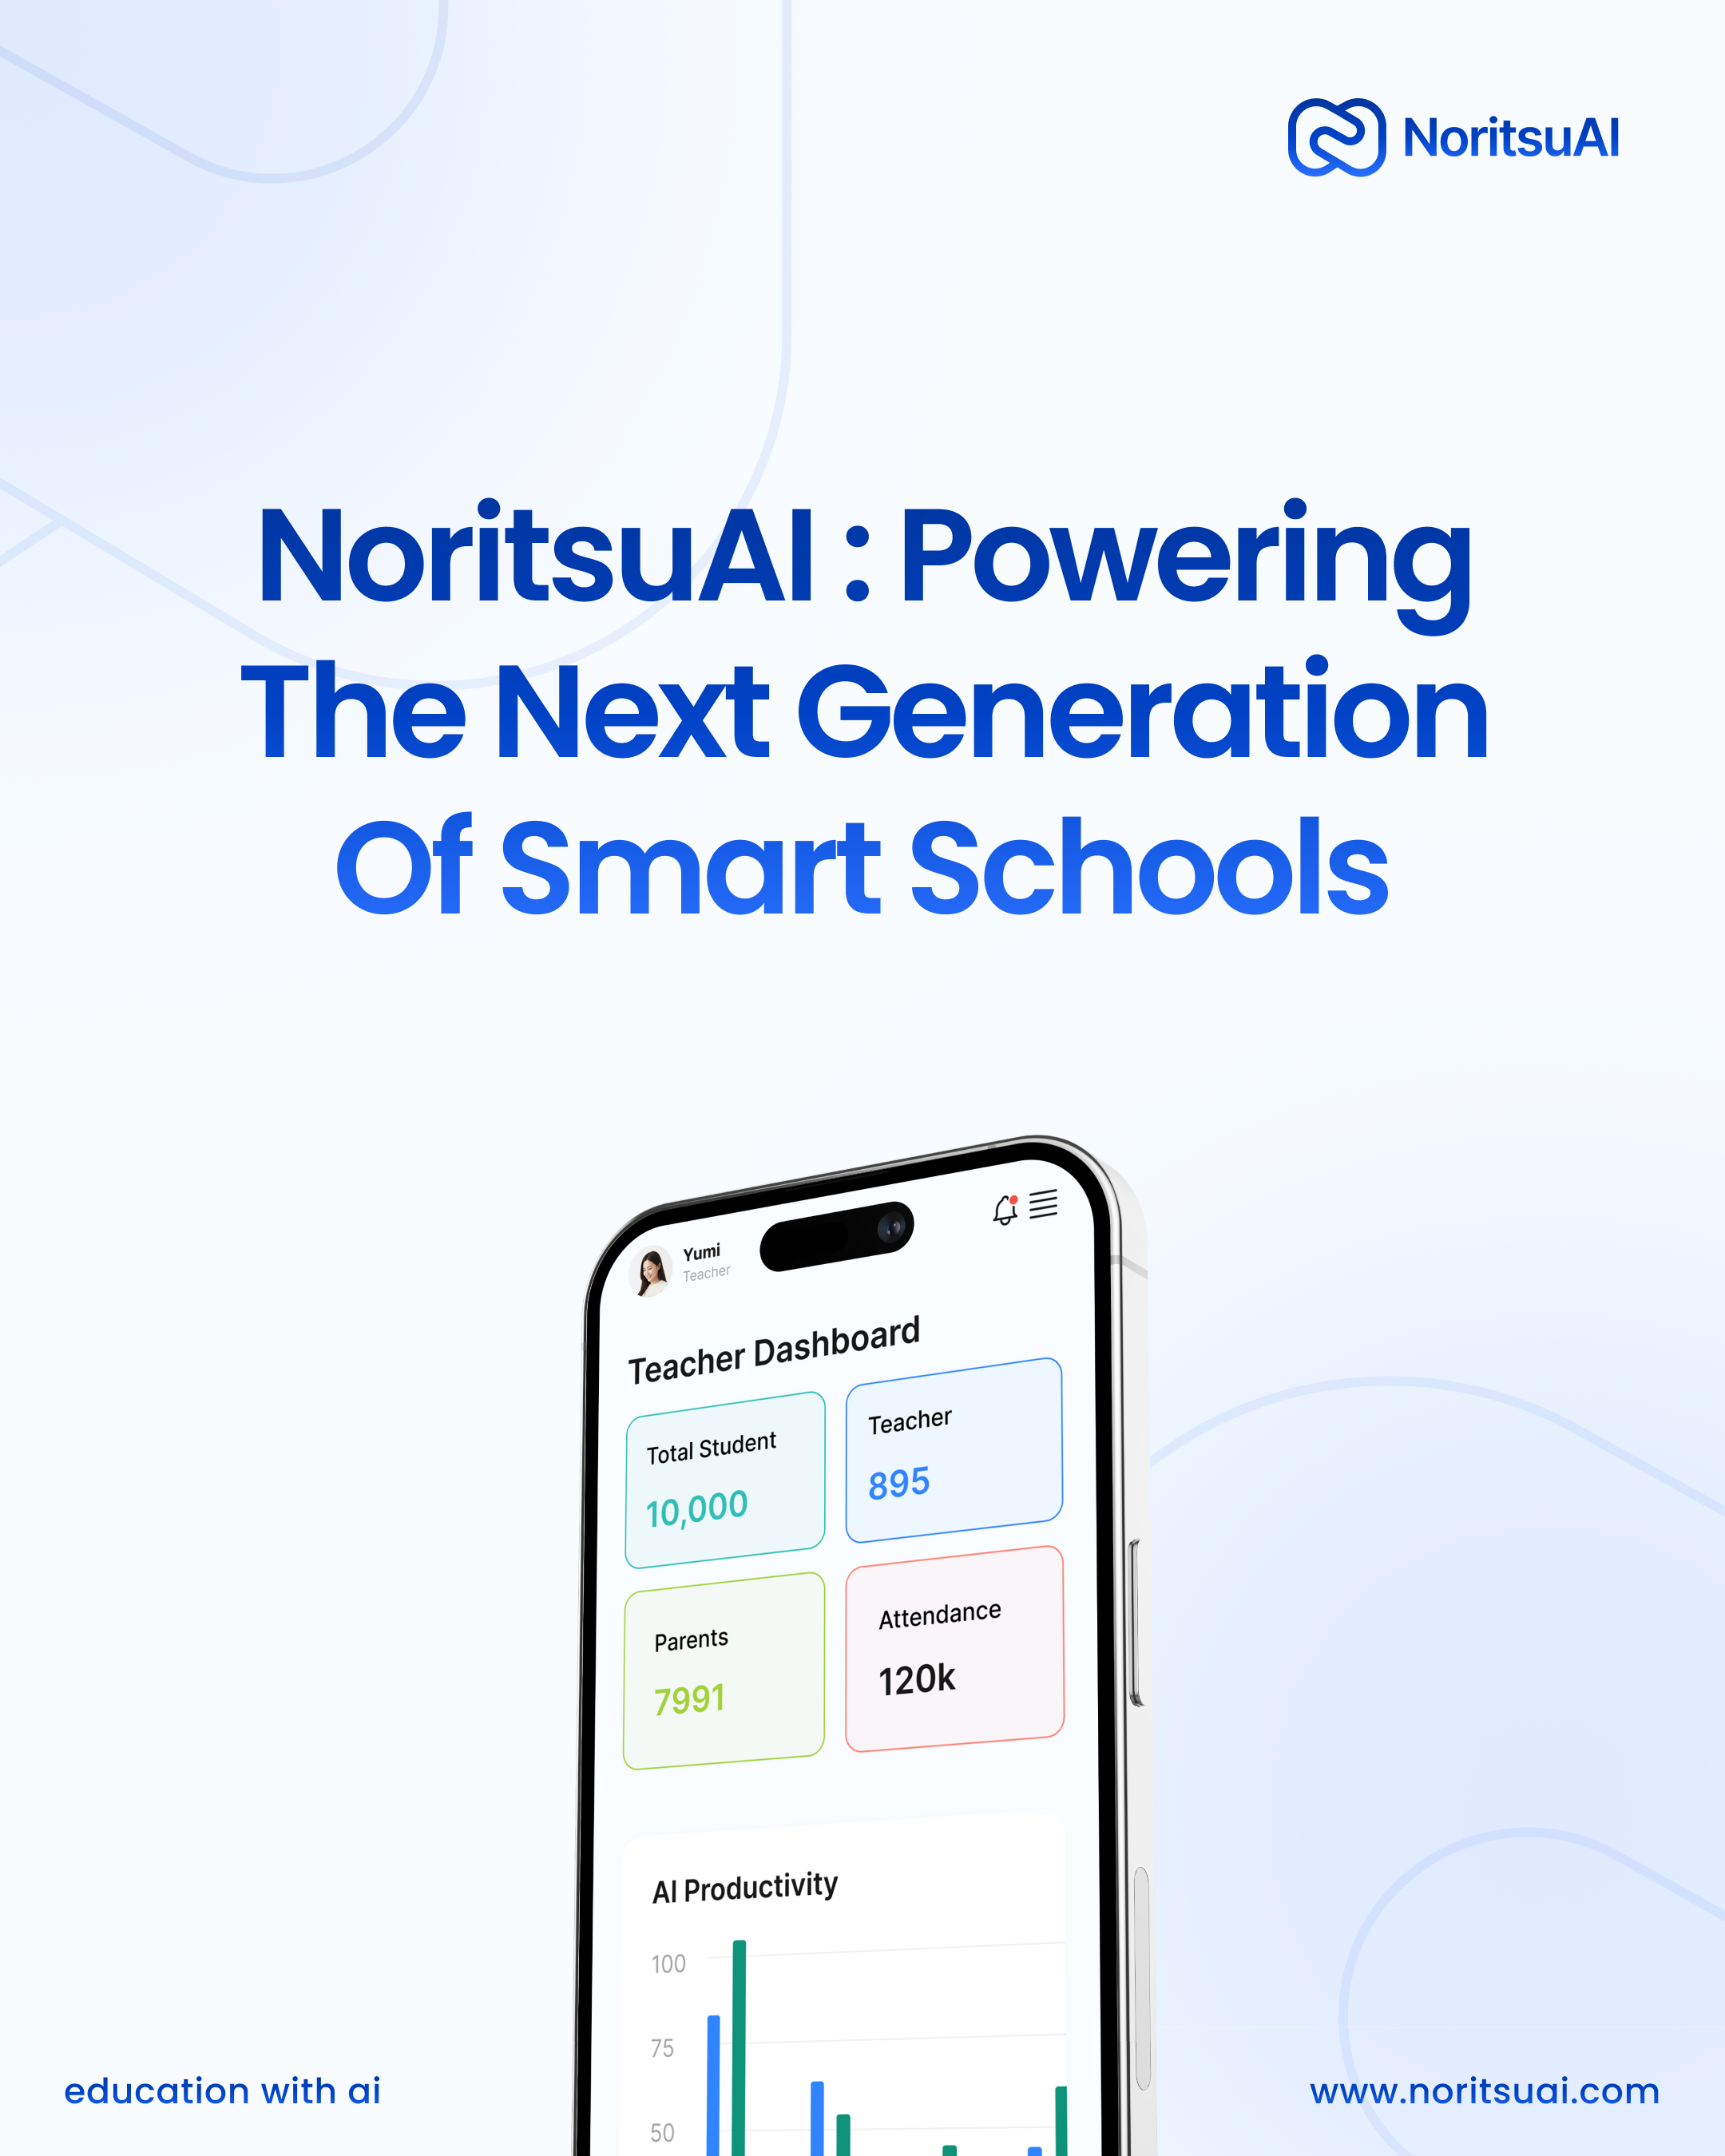 NoritsuAI
NoritsuAI : Powering
The Next Generation
Of Smart Schools
Yumi
Teacher
Teacher Dashboard
Total Student
10,000
Teacher
895
Parents
7991
Attendance
120k
AI Productivity
100
75
50
education with ai
www.noritsuai.com